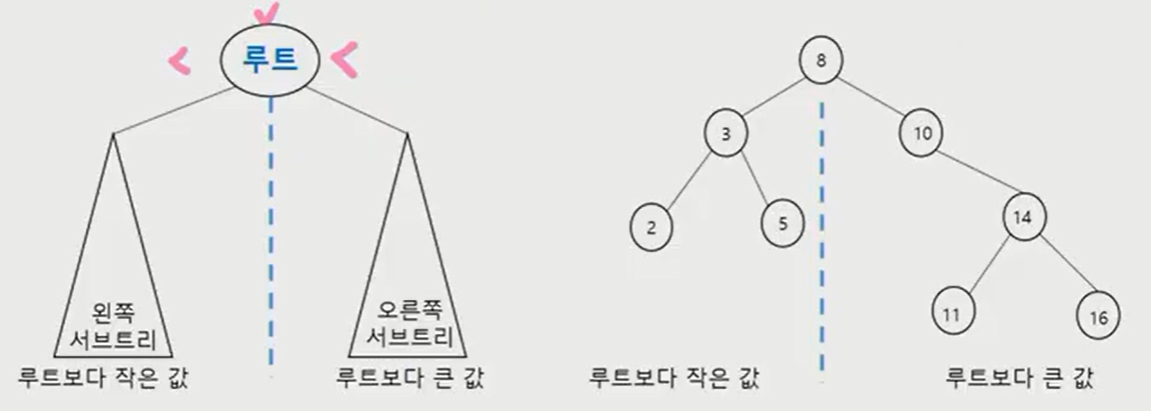 루트
왼쪽
서브트리
루트보다 작은 값
오른쪽
서브트리
루트보다 큰 값
8
3
10
2
5
14
11
16
루트보다 작은 값
루트보다 큰 값